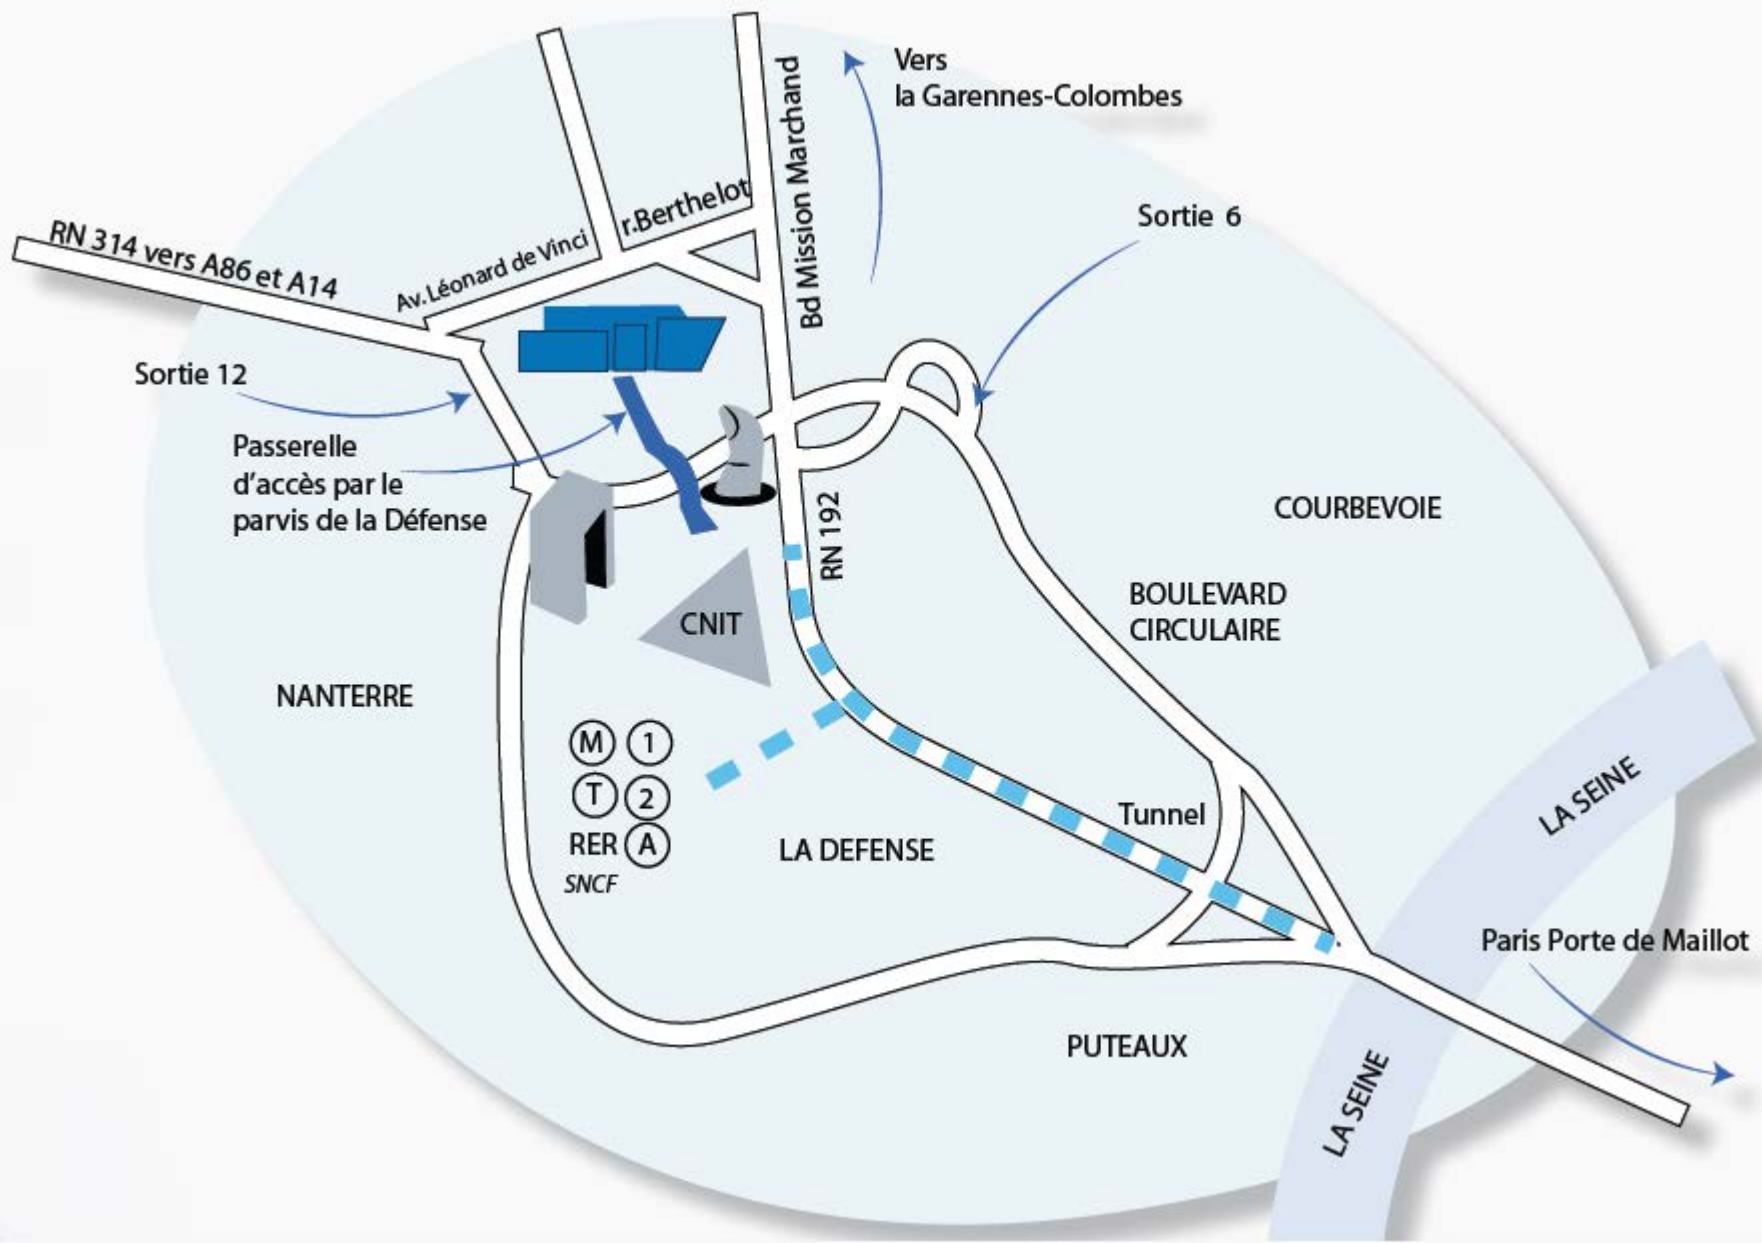 Vers
la Garennes-Colombes
Bd Mission Marchand
r.Berthelot
Sortie 6
RN 314 vers A86 et A14
Av. Léonard de Vinci
Sortie 12
Passerelle
d'accès par le
parvis de la Défense
RN 192
COURBEVOIE
BOULEVARD
CIRCULAIRE
CNIT
NANTERRE
M 1
T 2
RER A
SNCF
LA DEFENSE
Tunnel
LA SEINE
Paris Porte de Maillot
PUTEAUX
LA SEINE